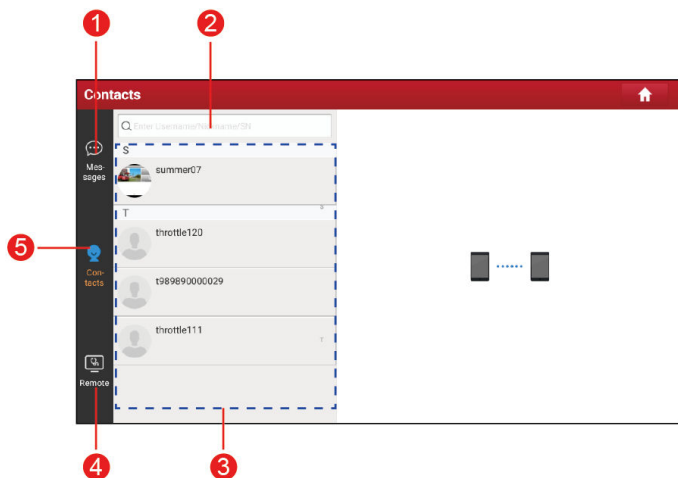 1
2
Contacts
Enter Username/Nickname/SN
S
Mes-
sages
summer07
S
T
throttle120
5
Con-
tacts
t989890000029
throttle111
T
Remote
4
3